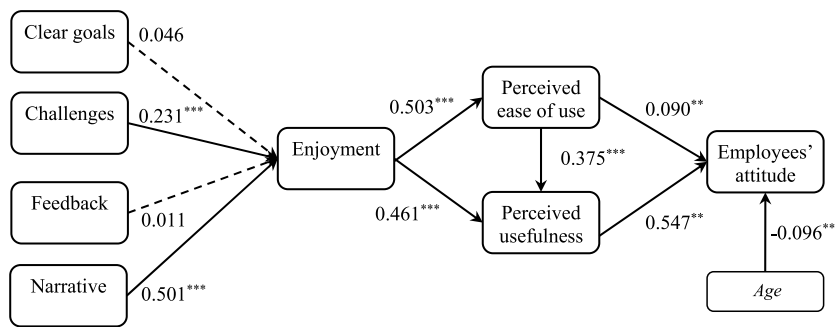 Clear goals
0.046
Challenges
0.231***
Feedback
0.011
Narrative
0.501***
Enjoyment
0.503***
0.461***
Perceived
ease of use
0.375***
Perceived
usefulness
0.090**
0.547**
Employees’
attitude
-0.096**
Age